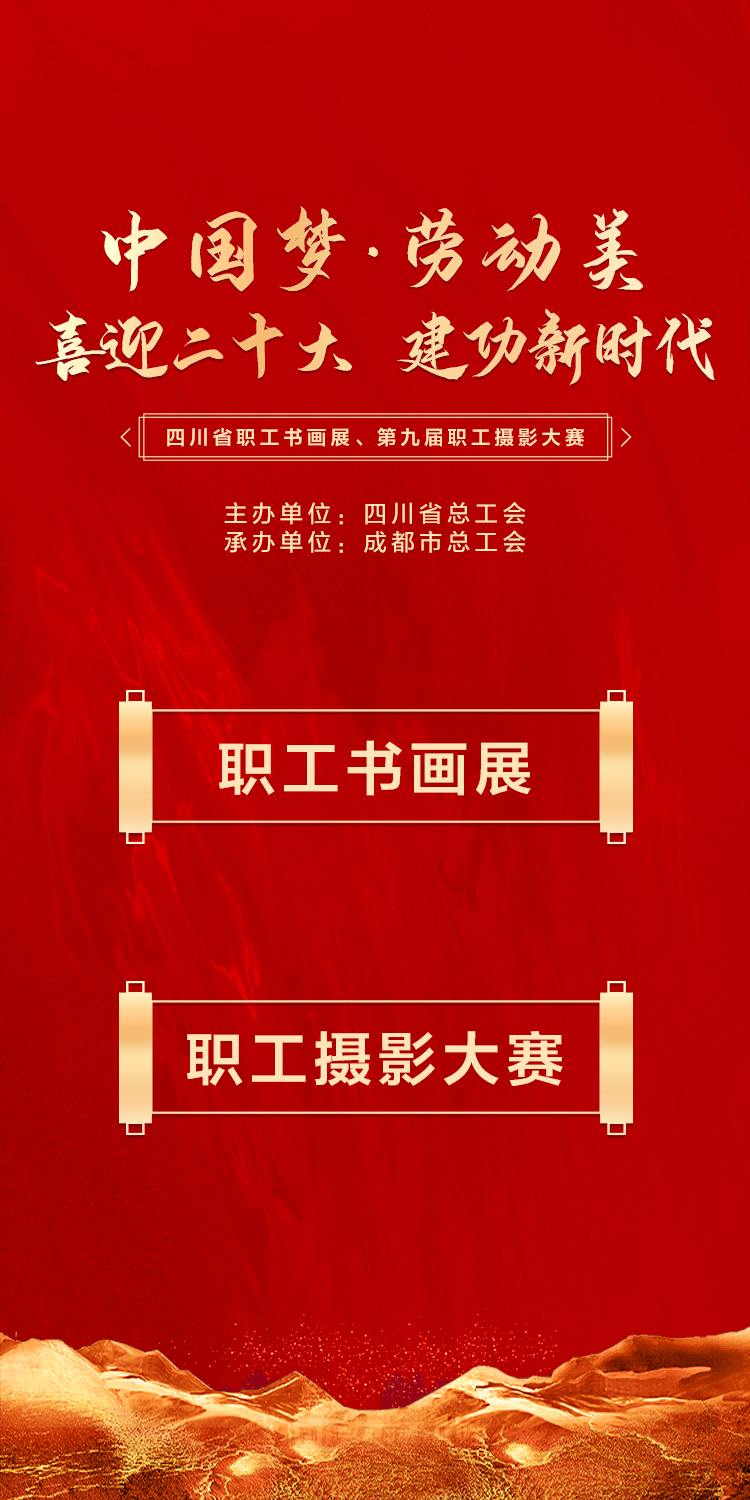 中国梦·劳动美
喜迎二十大 建功新时代
四川省职工书画展、第九届职工摄影大赛
主办单位：四川省总工会
承办单位：成都市总工会
职工书画展
职工摄影大赛